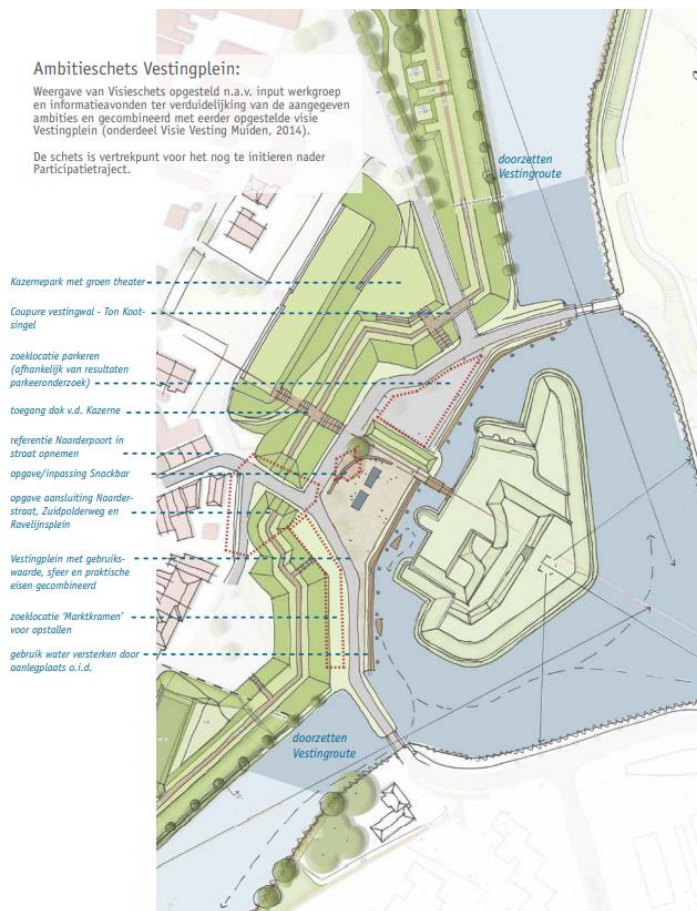 Ambitieschets Vestingplein:
Weergave van Visieschets opgesteld n.a.v. input werkgroep
en informatieavonden ter verduidelijking van de aangegeven
ambities en gecombineerd met eerder opgestelde visie
Vestingplein (onderdeel Visie Vesting Muiden, 2014).
De schets is vertrekpunt voor het nog te initieren nader
Participatietraject.
doorzetten
Vestingroute
Kazernepark met groen theater
Coupure vestingwal - Ton Koot-
singel
zoeklocatie parkeren
(afhankelijk van resultaten
parkeeronderzoek)
toegang dak v.d. Kazerne
referentie Naarderpoort in
straat opnemen
opgave/inpassing Snackbar
opgave aansluiting Naarder-
straat, Zuidpolderweg en
Ravelijnsplein
Vestingplein met gebruiks-
waarde, sfeer en praktische
eisen gecombineerd
zoeklocatie 'Marktkramen'
voor opstallen
gebruik water versterken door
aanlegplaats o.i.d.
doorzetten
Vestingroute